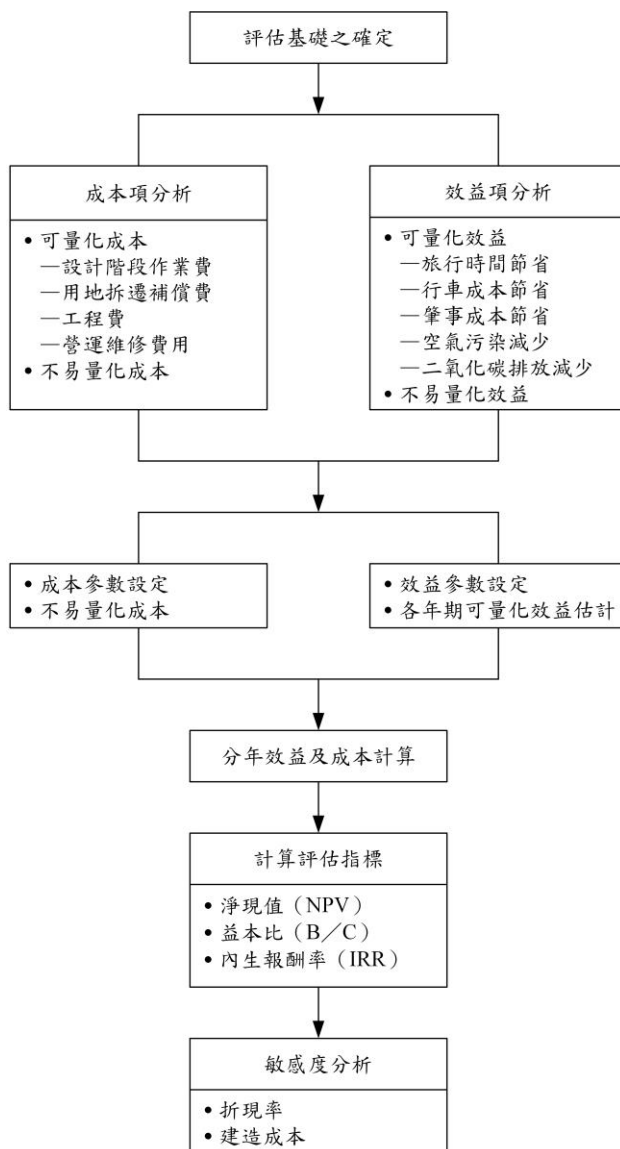 評估基礎之確定
成本項分析
• 可量化成本
—設計階段作業費
—用地拆遷補償費
—工程費
—營運維修費用
• 不易量化成本
效益項分析
• 可量化效益
—旅行時間節省
—行車成本節省
—肇事成本節省
—空氣污染減少
—二氧化碳排放減少
• 不易量化效益
• 成本參數設定
• 不易量化成本
• 效益參數設定
• 各年期可量化效益估計
分年效益及成本計算
計算評估指標
• 淨現值（NPV）
• 益本比（B／C）
• 內生報酬率（IRR）
敏感度分析
• 折現率
• 建造成本